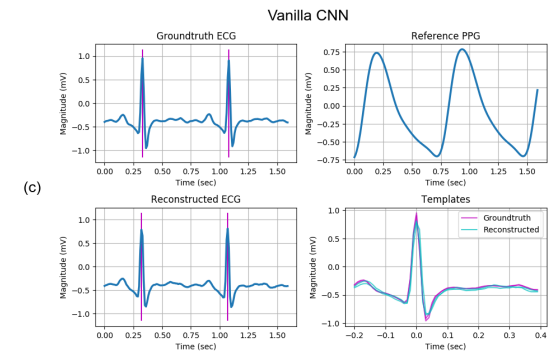 Vanilla CNN
Groundtruth ECG
Magnitude (mV)
1.0
0.5
0.0
−0.5
−1.0
0.00 0.25 0.50 0.75 1.00 1.25 1.50
Time (sec)
Reference PPG
Magnitude (mV)
0.75
0.50
0.25
0.00
−0.25
−0.50
−0.75
0.00 0.25 0.50 0.75 1.00 1.25 1.50
Time (sec)
(c)
Reconstructed ECG
Magnitude (mV)
1.0
0.5
0.0
−0.5
−1.0
0.00 0.25 0.50 0.75 1.00 1.25 1.50
Time (sec)
Templates
Magnitude (mV)
1.0
0.5
0.0
−0.5
−1.0
Groundtruth
Reconstructed
−0.2 −0.1 0.0 0.1 0.2 0.3 0.4
Time (sec)